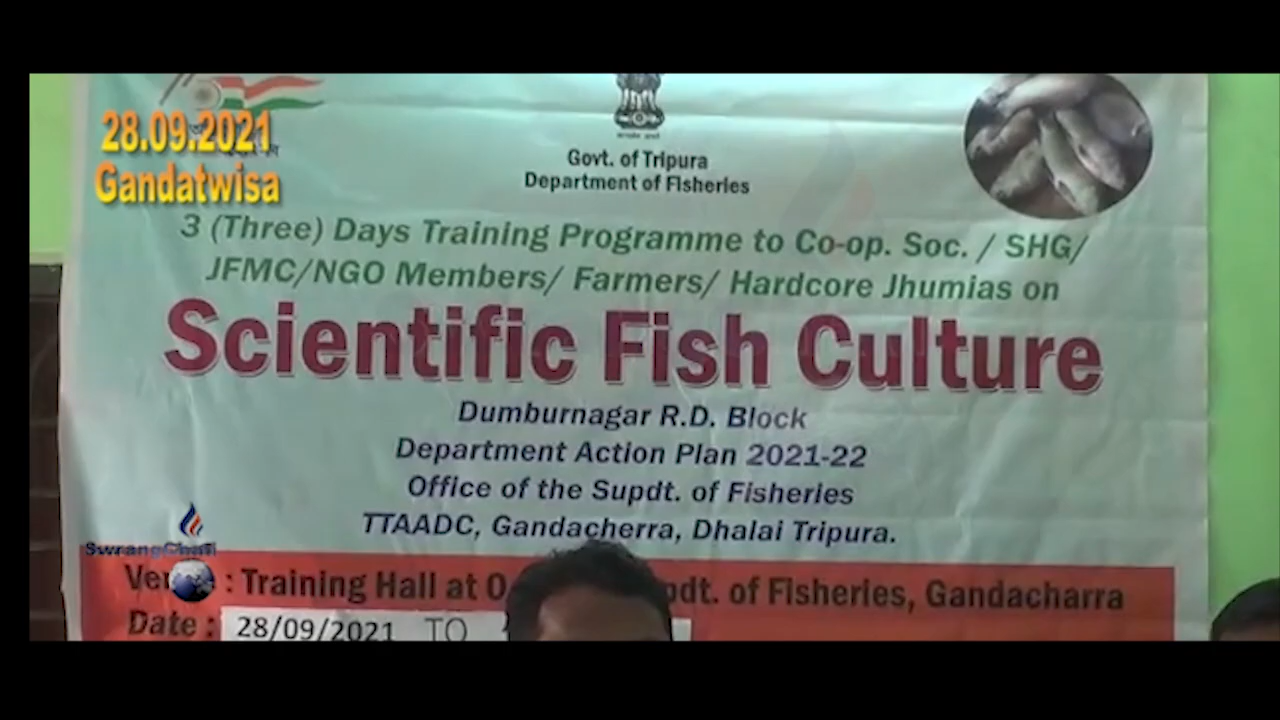 28.09.2021
Gandatwisa
Govt. of Tripura
Department of Fisheries
3 (Three) Days Training Programme to Co-op. Soc. / SHG/
JFMC/NGO Members/ Farmers/ Hardcore Jhumias on
Scientific Fish Culture
Dumburnagar R.D. Block
Department Action Plan 2021-22
Office of the Supdt. of Fisheries
TTAADC, Gandacherra, Dhalai Tripura.
SwrangChati
: Training Hall at of Fisheries, Gandacharra
Date : 28/09/2021 TO